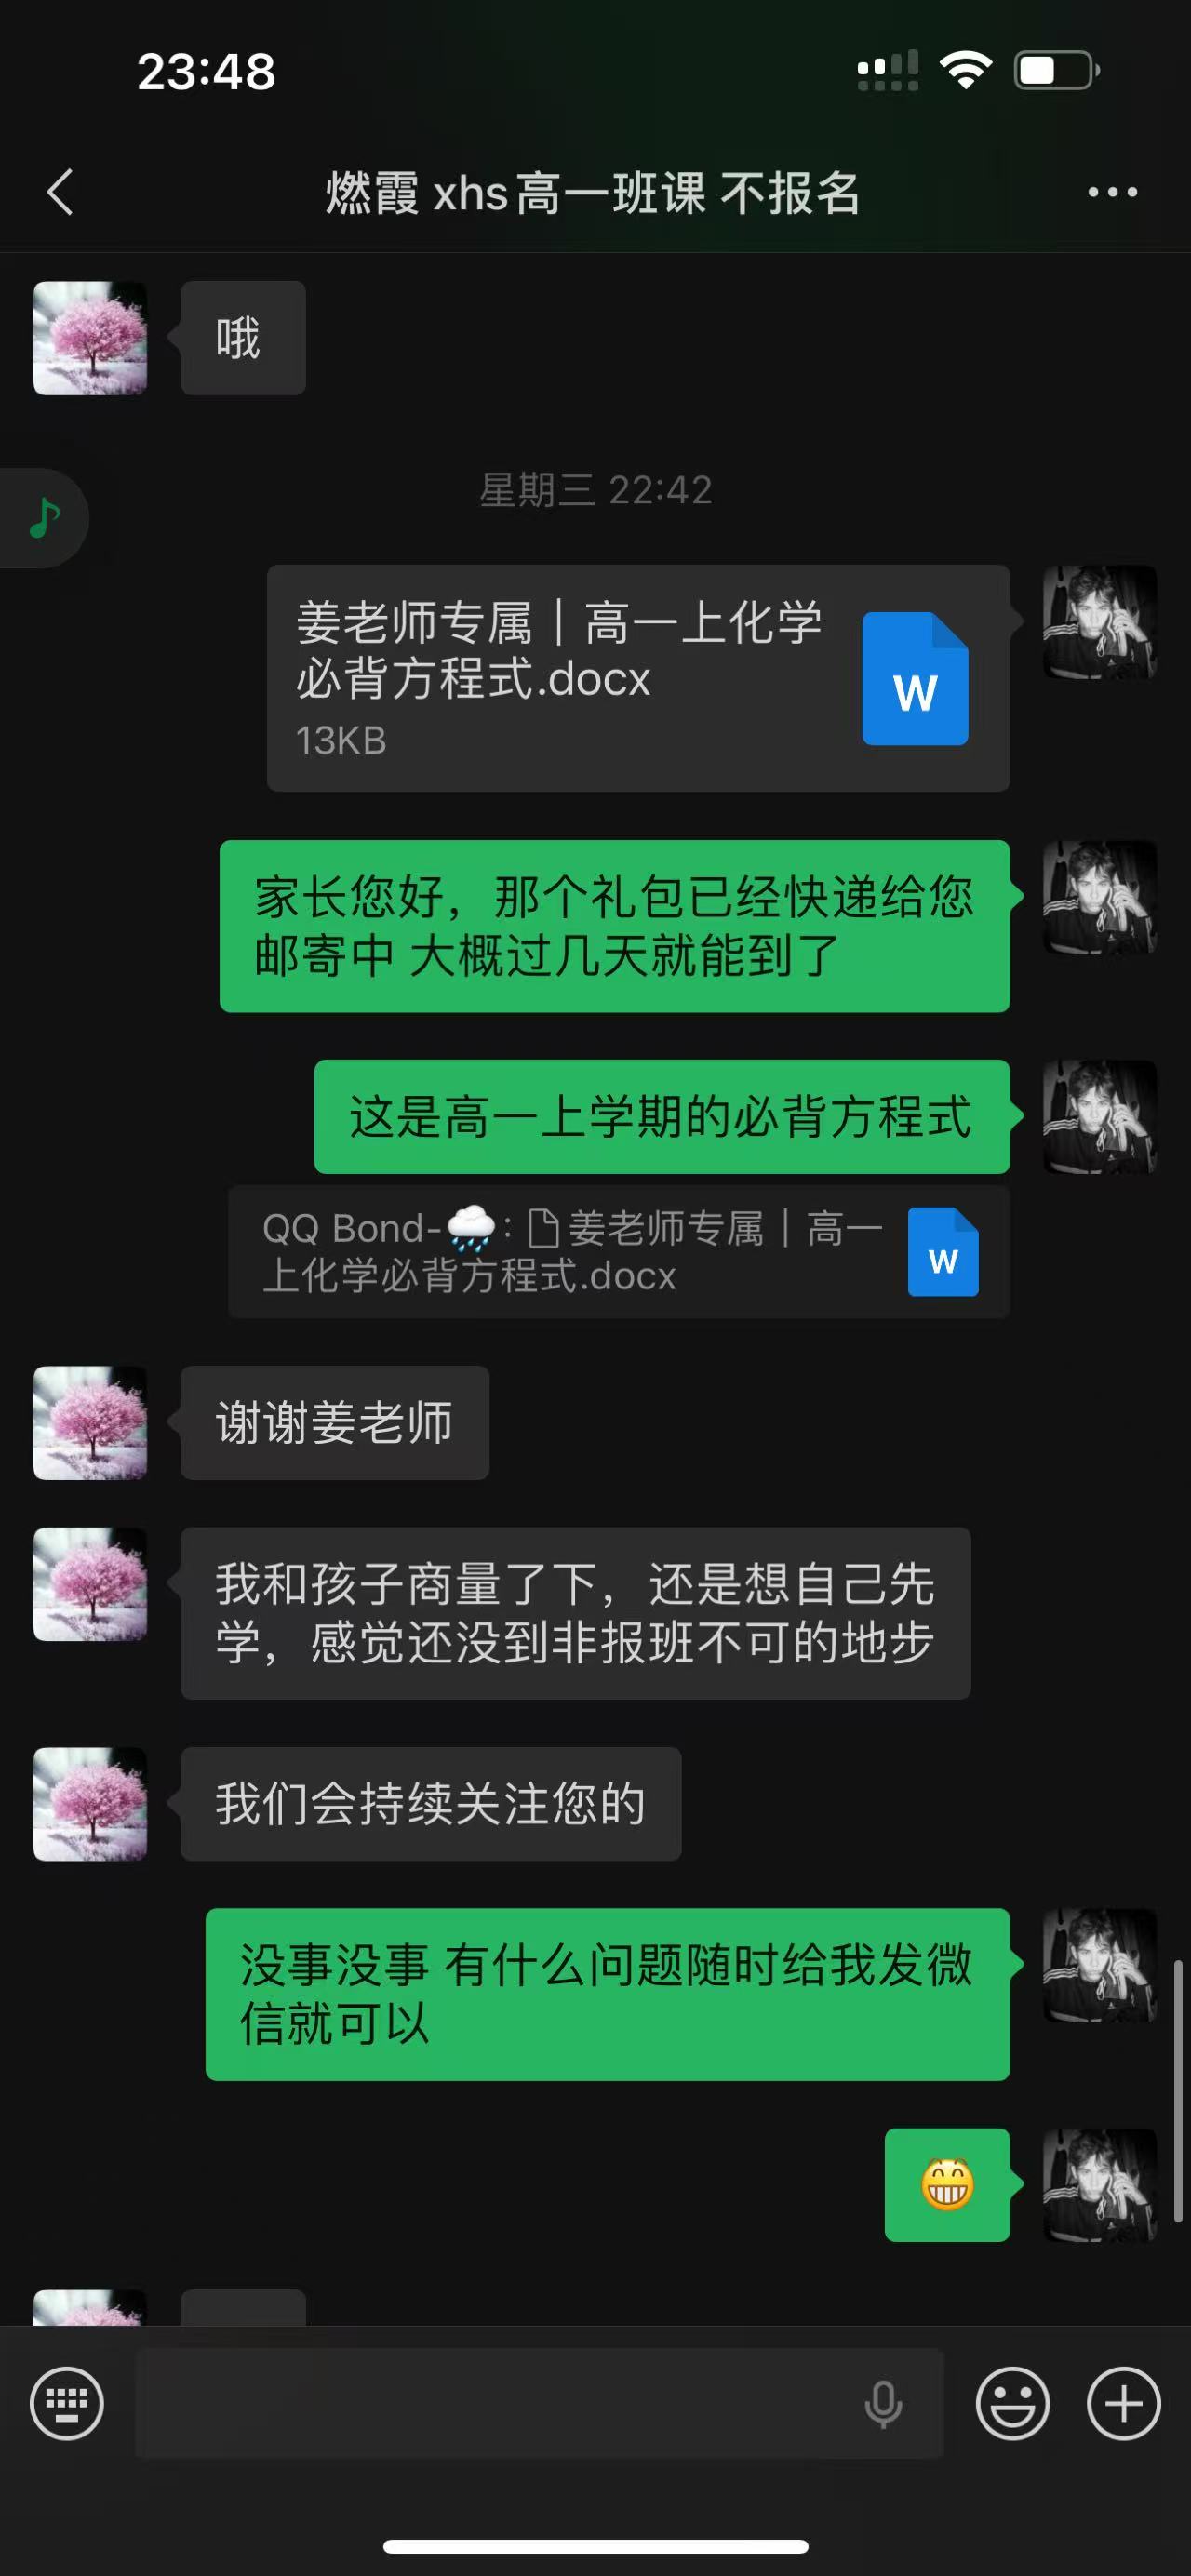 23:48
燃霞 xhs高一班课 不报名
哦
星期三 22:42
姜老师专属｜高一上化学
必背方程式.docx
13KB
W
家长您好，那个礼包已经快递给您
邮寄中 大概过几天就能到了
这是高一上学期的必背方程式
QQ Bond-🌧️: 姜老师专属｜高一
上化学必背方程式.docx
W
谢谢姜老师
我和孩子商量了下，还是想自己先
学，感觉还没到非报班不可的地步
我们会持续关注您的
没事没事 有什么问题随时给我发微
信就可以
😁